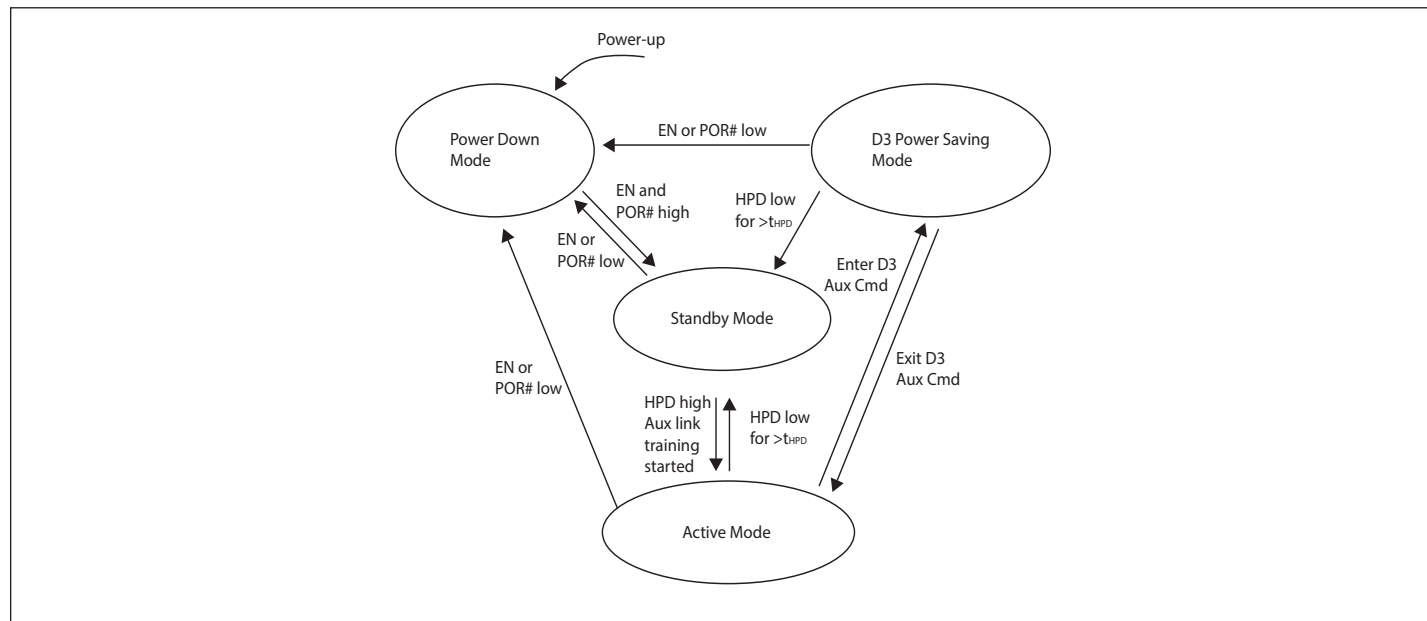 Power-up
Power Down
Mode
EN or POR# low
D3 Power Saving
Mode
EN and
POR# high
HPD low
for >tHPD
EN or
POR# low
Enter D3
Aux Cmd
Standby Mode
EN or
POR# low
Exit D3
Aux Cmd
HPD high
Aux link
training
started
HPD low
for >tHPD
Active Mode